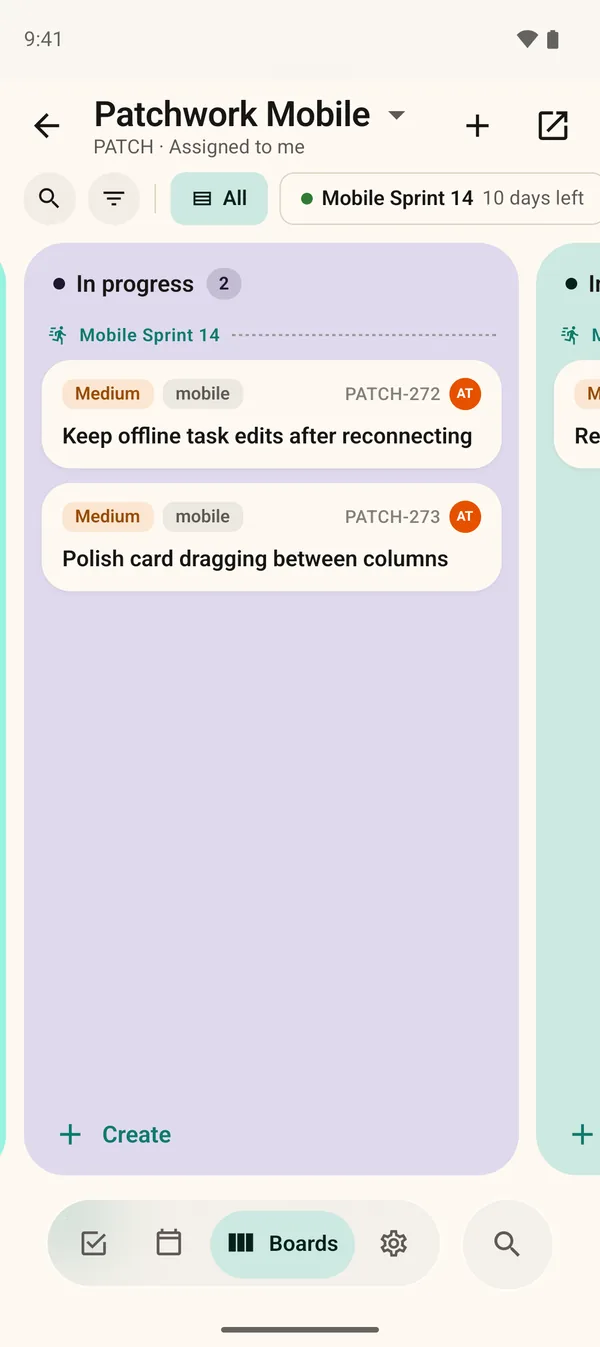 9:41
Patchwork Mobile
PATCH · Assigned to me
All
Mobile Sprint 14 10 days left
In progress 2
Mobile Sprint 14
Medium mobile PATCH-272 AT
Keep offline task edits after reconnecting
Medium mobile PATCH-273 AT
Polish card dragging between columns
Create
Boards